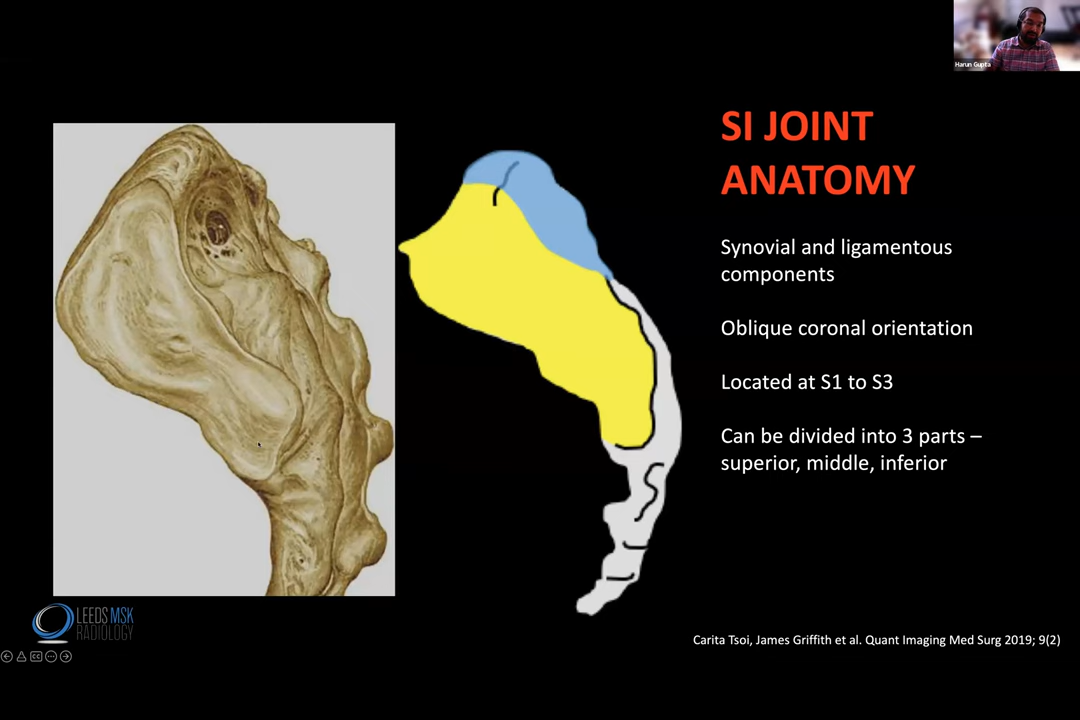 Harun Gupta
SI JOINT
ANATOMY
Synovial and ligamentous
components
Oblique coronal orientation
Located at S1 to S3
Can be divided into 3 parts –
superior, middle, inferior
LEEDS MSK
RADIOLOGY
CC
Carita Tsoi, James Griffith et al. Quant Imaging Med Surg 2019; 9(2)